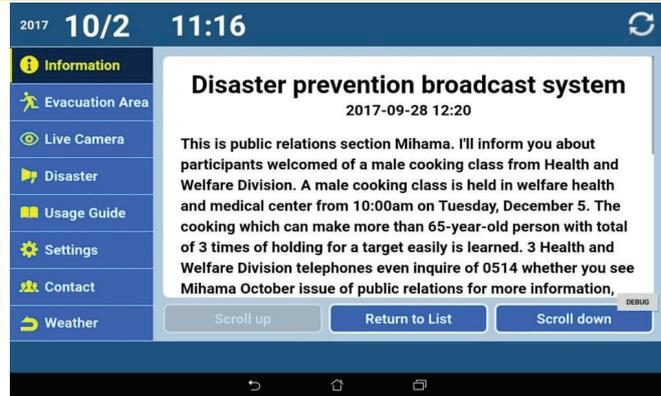 2017 10/2 11:16
Information
Evacuation Area
Live Camera
Disaster
Usage Guide
Settings
Contact
Weather
Disaster prevention broadcast system
2017-09-28 12:20
This is public relations section Mihama. I'll inform you about
participants welcomed of a male cooking class from Health and
Welfare Division. A male cooking class is held in welfare health
and medical center from 10:00am on Tuesday, December 5. The
cooking which can make more than 65-year-old person with total
of 3 times of holding for a target easily is learned. 3 Health and
Welfare Division telephones even inquire of 0514 whether you see
Mihama October issue of public relations for more information,
DEBUG
Scroll up
Return to List
Scroll down